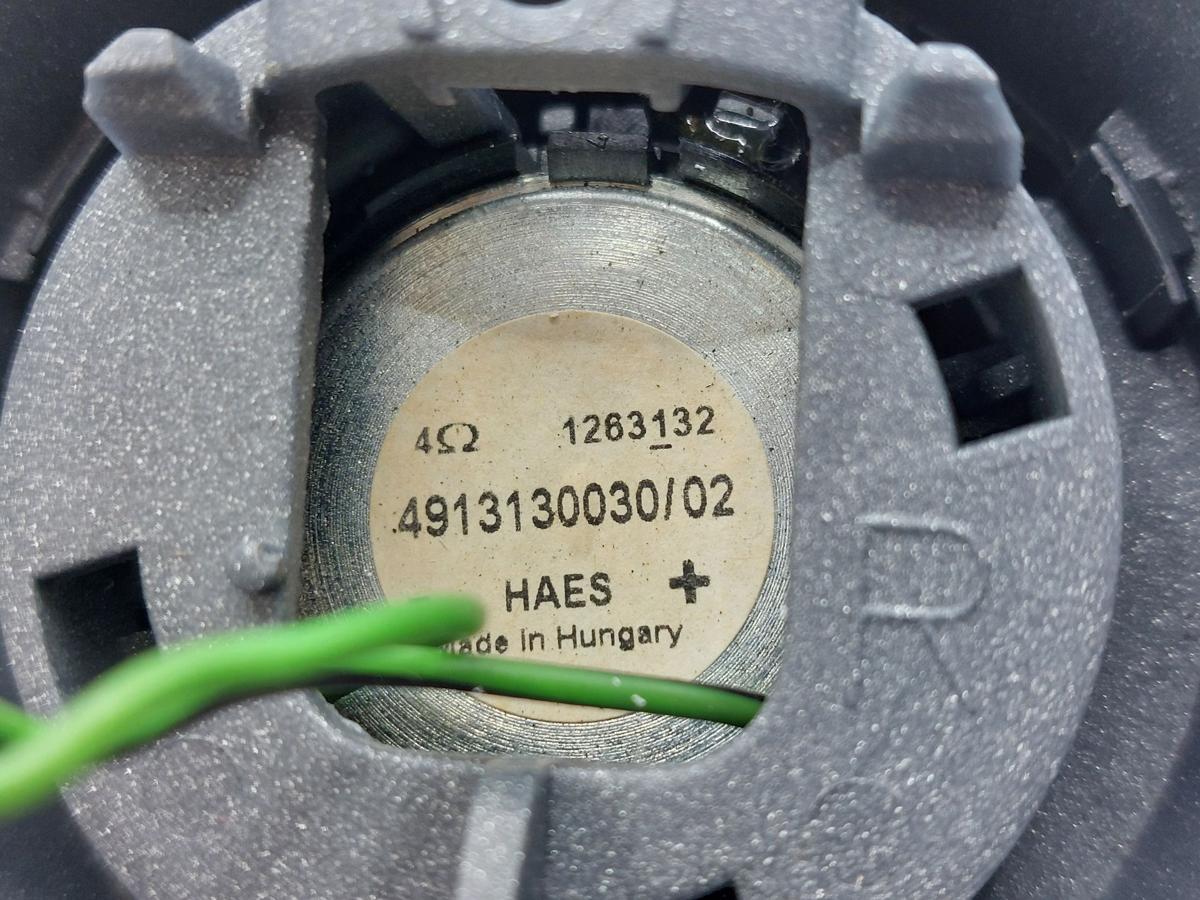 4Ω 1263132
4913130030/02
HAES +
Made in Hungary
R